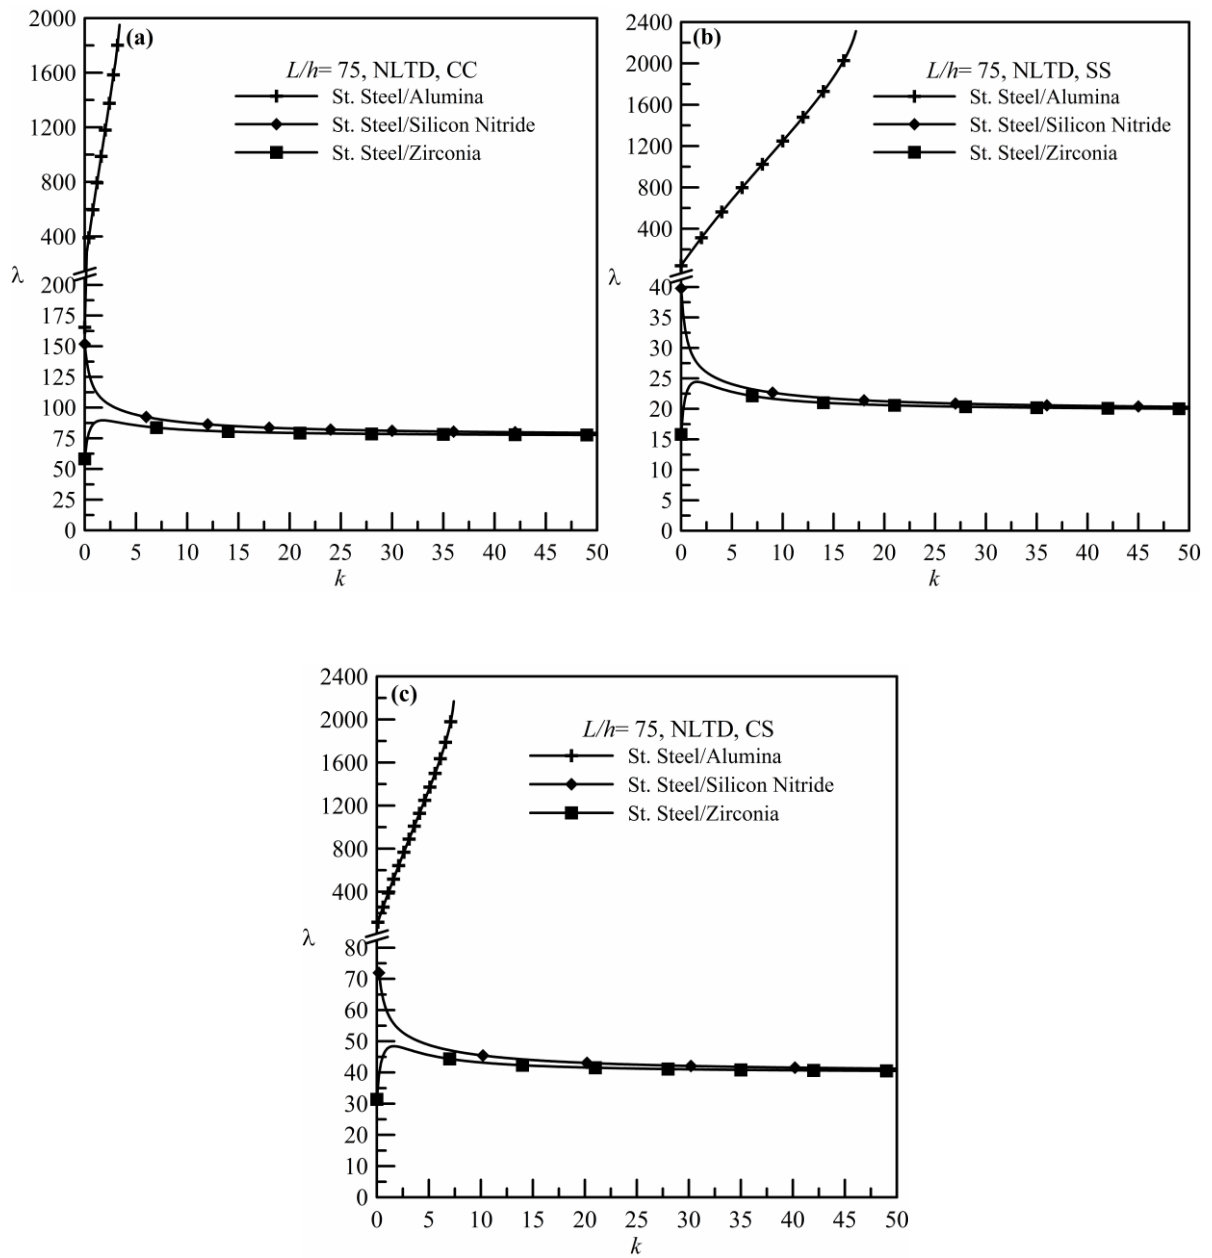 (a)
L/h= 75, NLTD, CC
St. Steel/Alumina
St. Steel/Silicon Nitride
St. Steel/Zirconia
2000
1600
1200
800
400
λ
200
175
150
125
100
75
50
25
0
0 5 10 15 20 25 30 35 40 45 50
k
(b)
L/h= 75, NLTD, SS
St. Steel/Alumina
St. Steel/Silicon Nitride
St. Steel/Zirconia
2400
2000
1600
1200
800
400
λ
40
35
30
25
20
15
10
5
0
0 5 10 15 20 25 30 35 40 45 50
k
(c)
L/h= 75, NLTD, CS
St. Steel/Alumina
St. Steel/Silicon Nitride
St. Steel/Zirconia
2400
2000
1600
1200
800
400
λ
80
70
60
50
40
30
20
10
0
0 5 10 15 20 25 30 35 40 45 50
k